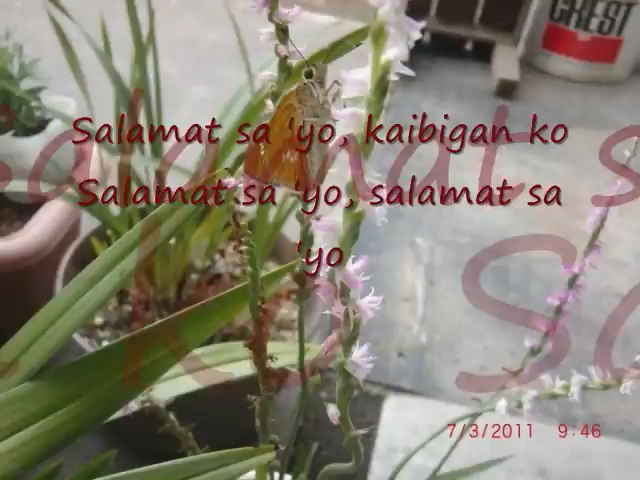 CREST
Salamat sa 'yo, kaibigan ko
Salamat sa 'yo, salamat sa
'yo
7/3/2011 9:46